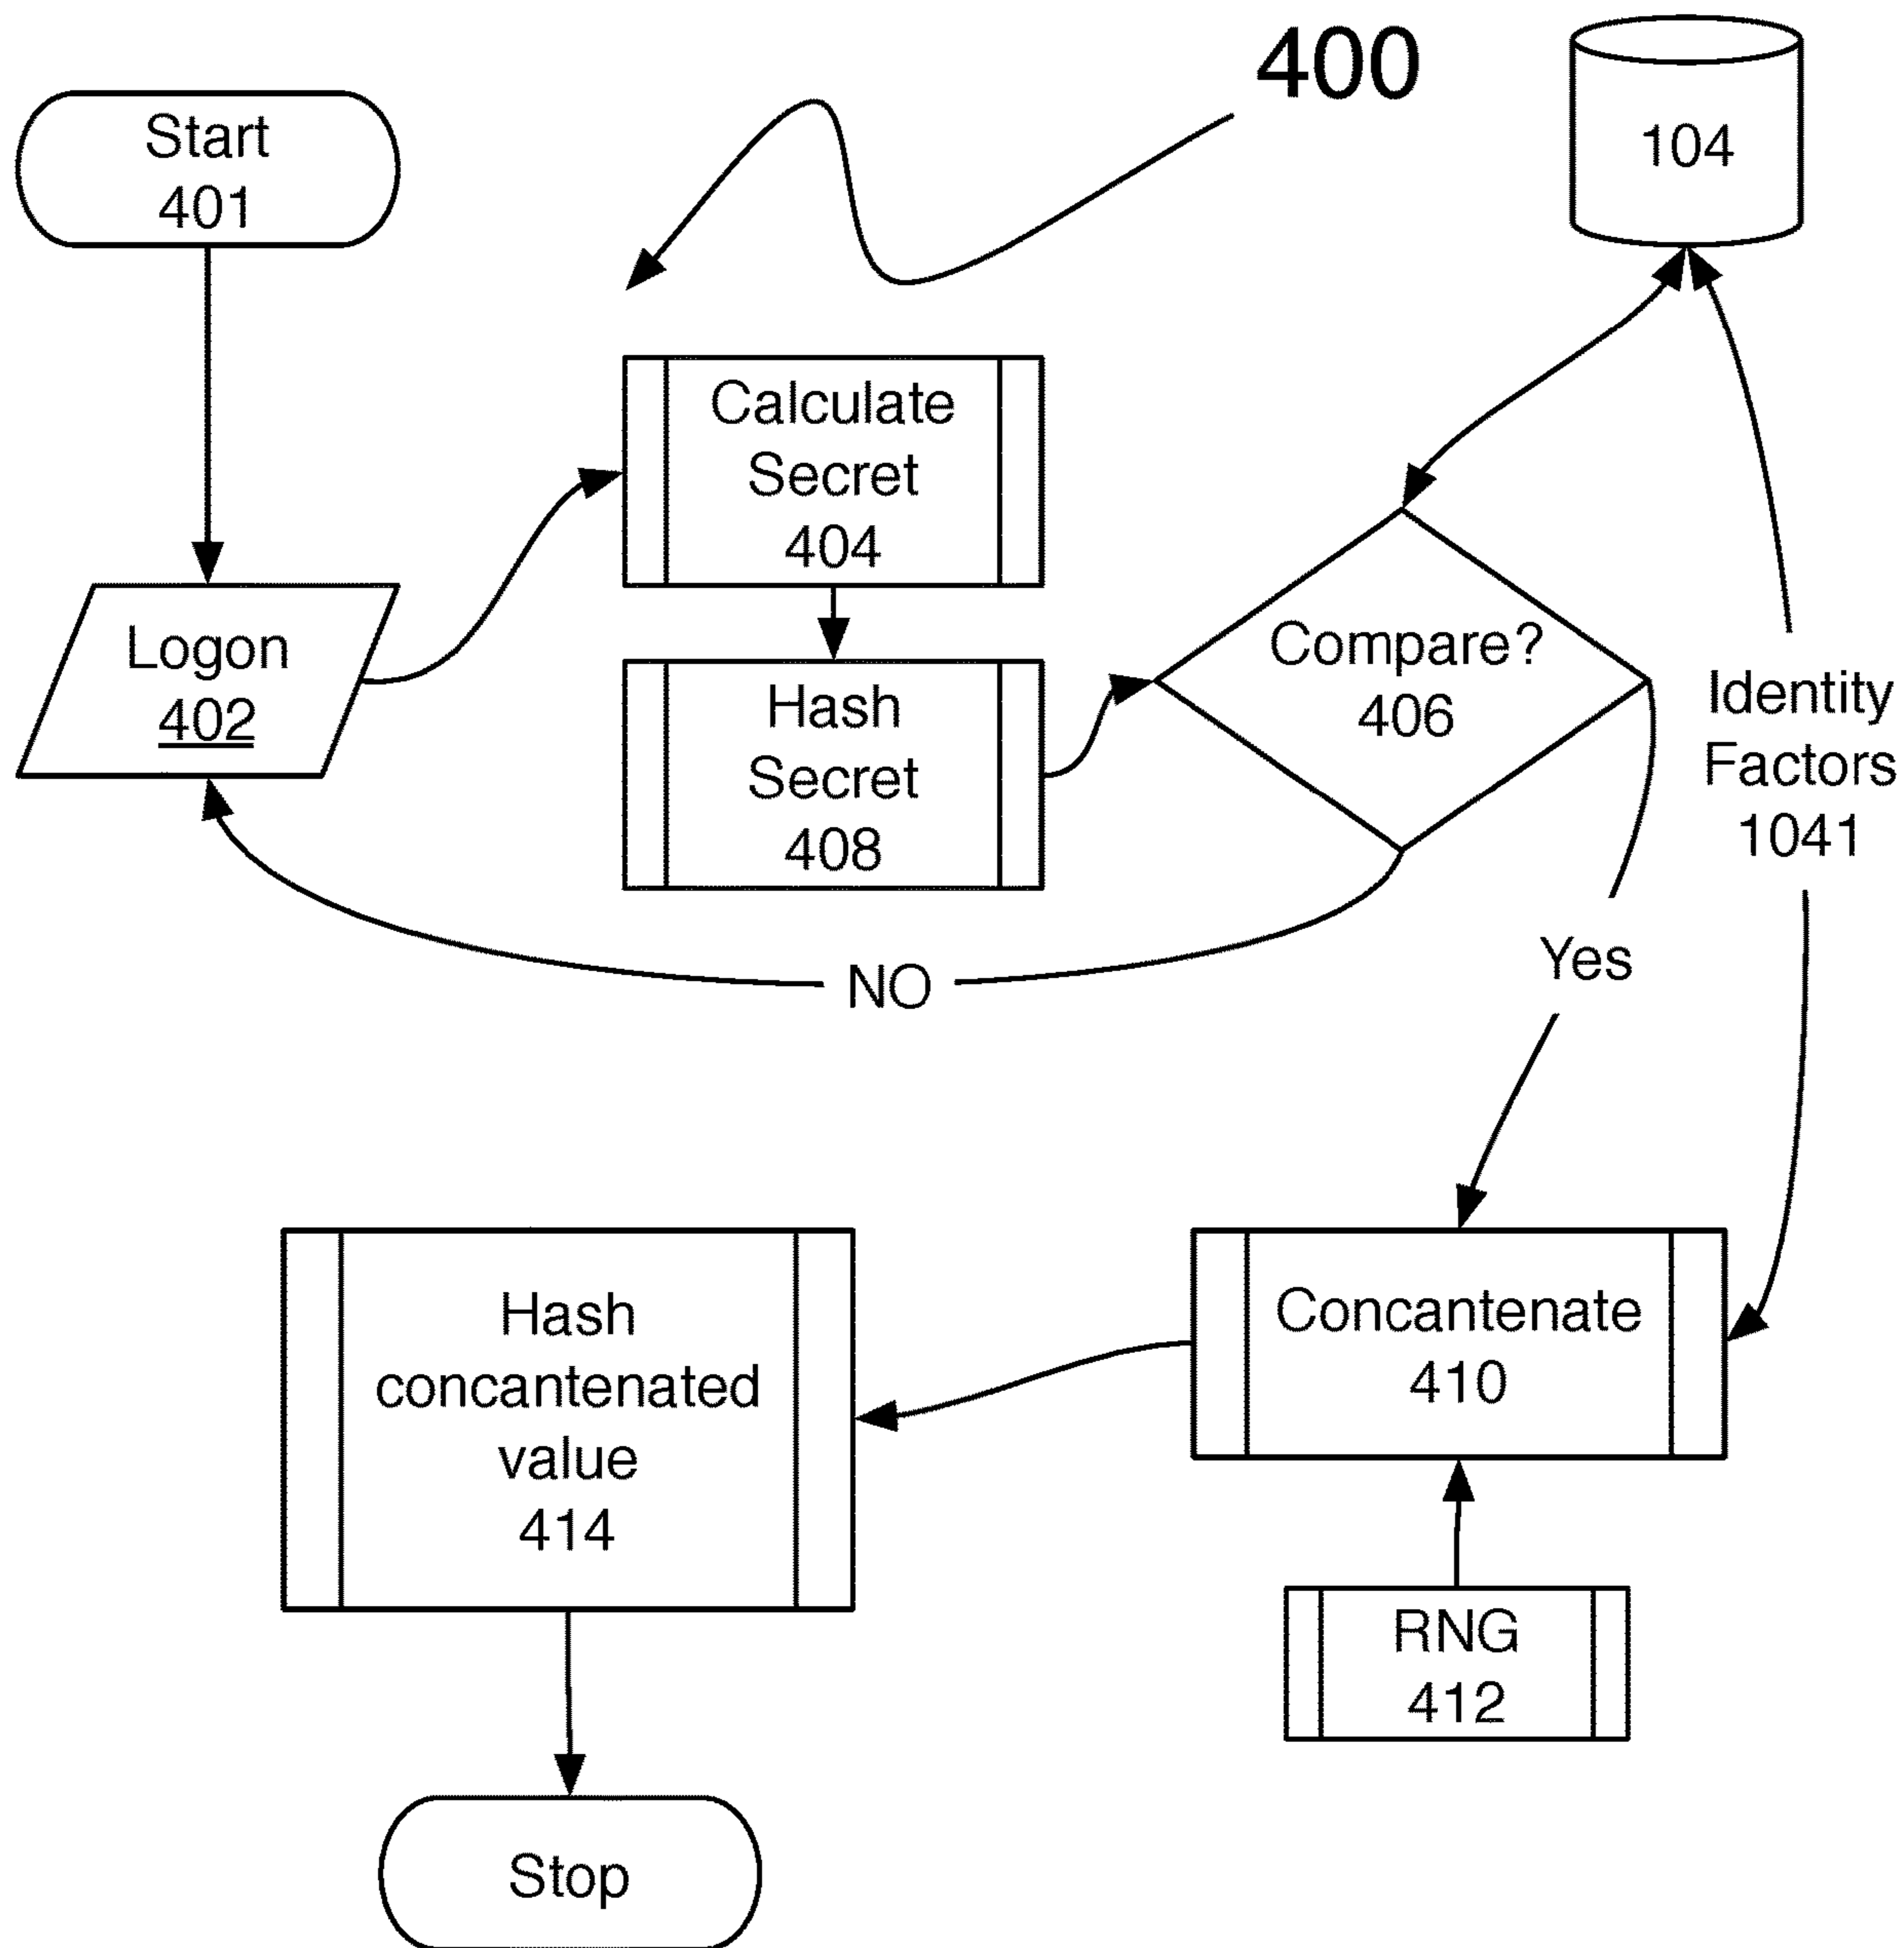 400
104
Start
401
Calculate
Secret
404
Logon
402
Hash
Secret
408
Compare?
406
Identity
Factors
1041
NO
Yes
Hash
concantenated
value
414
Concantenate
410
RNG
412
Stop